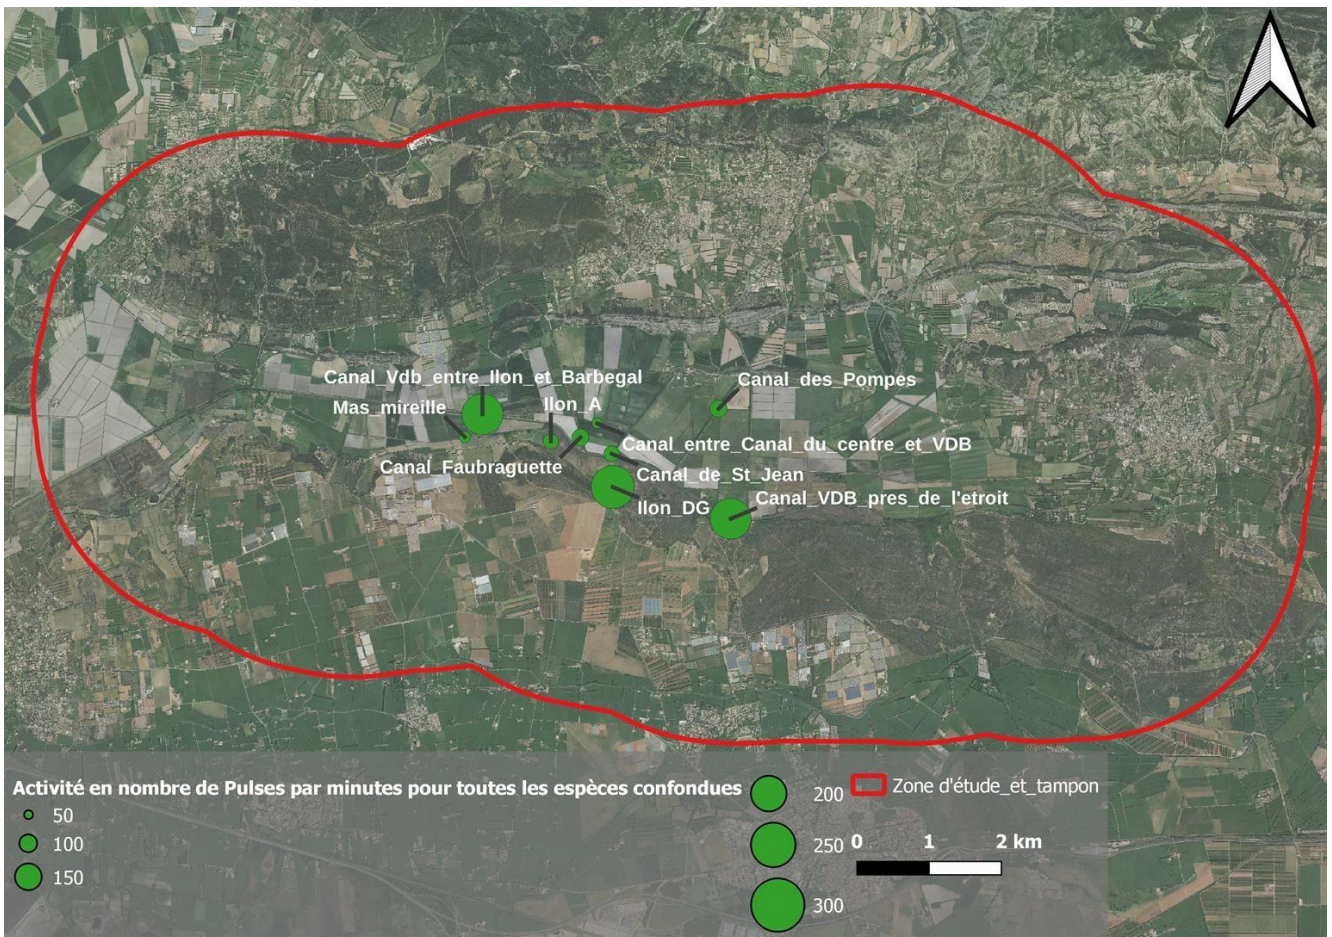 Canal_Vdb_entre_Ilon_et_Barbegal
Canal_des_Pompes
Mas_mireille
Ilon_A
Canal_entre_Canal_du_centre_et_VDB
Canal_Faubraguette
Canal_de_St_Jean
Canal_VDB_pres_de_l'etroit
Ilon_DG
Activité en nombre de Pulses par minutes pour toutes les espèces confondues
50
100
150
200
250
300
Zone d'étude_et_tampon
0 1 2 km